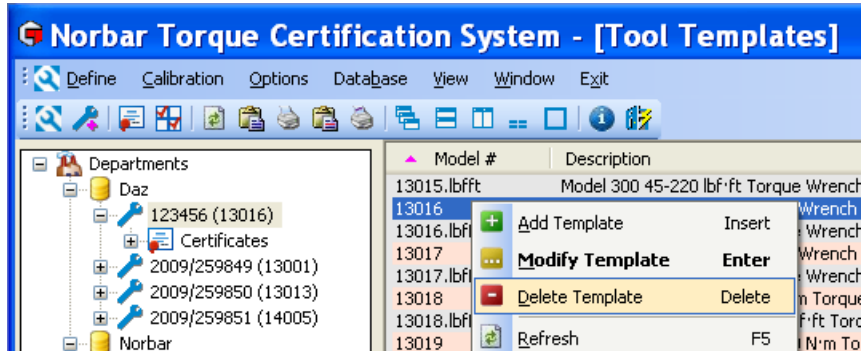 Norbar Torque Certification System - [Tool Templates]
Define Calibration Options Database View Window Exit
Departments
Daz
123456 (13016)
Certificates
2009/259849 (13001)
2009/259850 (13013)
2009/259851 (14005)
Norbar
Model # Description
13015.lbfft Model 300 45-220 lbf·ft Torque Wrench
13016 Wrench
13016.lbf Wrench
13017 Wrench
13017.lbf Wrench
13018 Torque
13018.lbf
13019 N·m To
Add Template Insert
Modify Template Enter
Delete Template Delete
Refresh F5